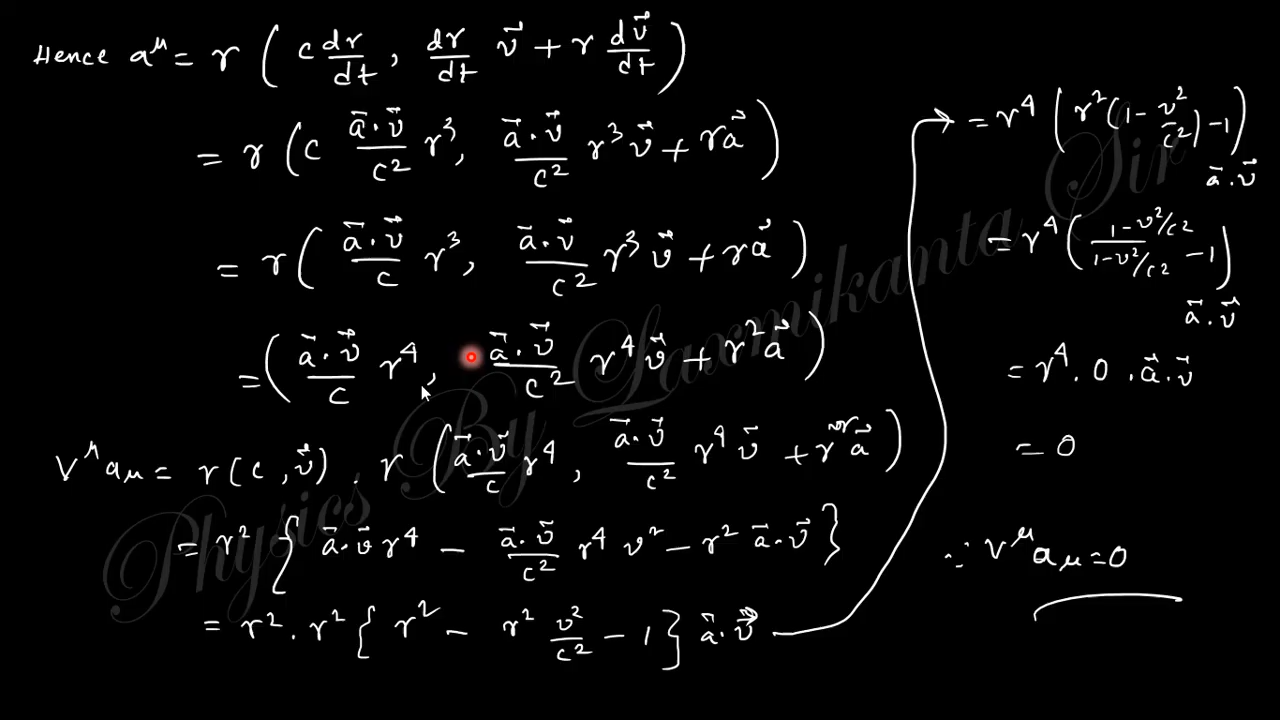 Hence a^μ = γ ( c dγ/dt , dγ/dt v⃗ + γ dv⃗/dt )
= γ ( c a⃗·v⃗/c² γ³, a⃗·v⃗/c² γ³ v⃗ + γa⃗ )
= γ ( a⃗·v⃗/c γ³, a⃗·v⃗/c² γ³ v⃗ + γa⃗ )
= ( a⃗·v⃗/c γ⁴, a⃗·v⃗/c² γ⁴ v⃗ + γ² a⃗ )
V^μ a_μ = γ (c, v⃗) . γ ( a⃗·v⃗/c γ⁴, a⃗·v⃗/c² γ⁴ v⃗ + γ² a⃗ )
= γ² { a⃗·v⃗ γ⁴ − a⃗·v⃗/c² γ⁴ v² − γ² a⃗·v⃗ }
= γ² . γ² { γ² − γ² v²/c² − 1 } a⃗·v⃗
= γ⁴ ( γ² (1 − v²/c²) − 1 ) a⃗·v⃗
= γ⁴ ( (1−v²/c²)/(1−v²/c²) − 1 ) a⃗·v⃗
= γ⁴ . 0 . a⃗·v⃗
= 0
∵ V^μ a_μ = 0
Physics By Laxmikanta Sir